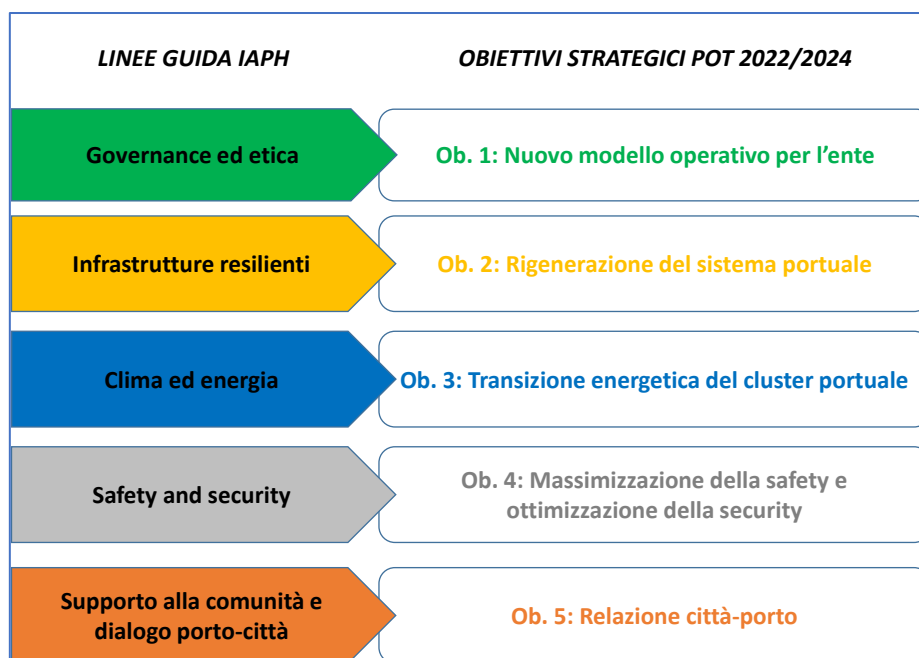 LINEE GUIDA IAPH
OBIETTIVI STRATEGICI POT 2022/2024
Governance ed etica
Ob. 1: Nuovo modello operativo per l'ente
Infrastrutture resilienti
Ob. 2: Rigenerazione del sistema portuale
Clima ed energia
Ob. 3: Transizione energetica del cluster portuale
Safety and security
Ob. 4: Massimizzazione della safety e
ottimizzazione della security
Supporto alla comunità e
dialogo porto-città
Ob. 5: Relazione città-porto